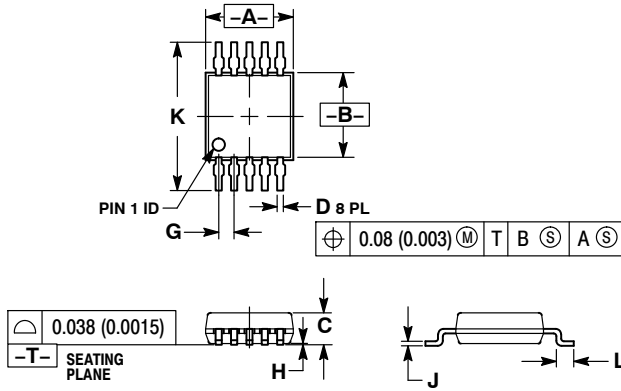 –A–
K
–B–
PIN 1 ID
G
D 8 PL
⌖ 0.08 (0.003) Ⓜ T B Ⓢ A Ⓢ
⌓ 0.038 (0.0015)
–T– SEATING
PLANE
C
H
J
L